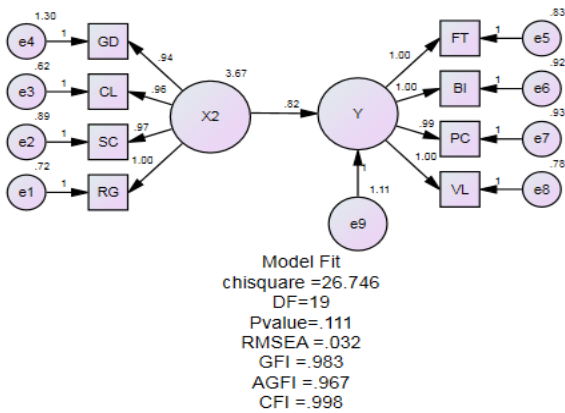 1.30
.83
e4 1 GD
FT 1 e5
.94
1.00
.62
3.67
.92
e3 1 CL
.96
1.00
BI 1 e6
X2
.82
Y
.89
.93
e2 1 SC
.97
.99
PC 1 e7
.72
1.00
1.00
.78
e1 1 RG
VL 1 e8
1
1.11
e9
Model Fit
chisquare =26.746
DF=19
Pvalue=.111
RMSEA =.032
GFI =.983
AGFI =.967
CFI =.998